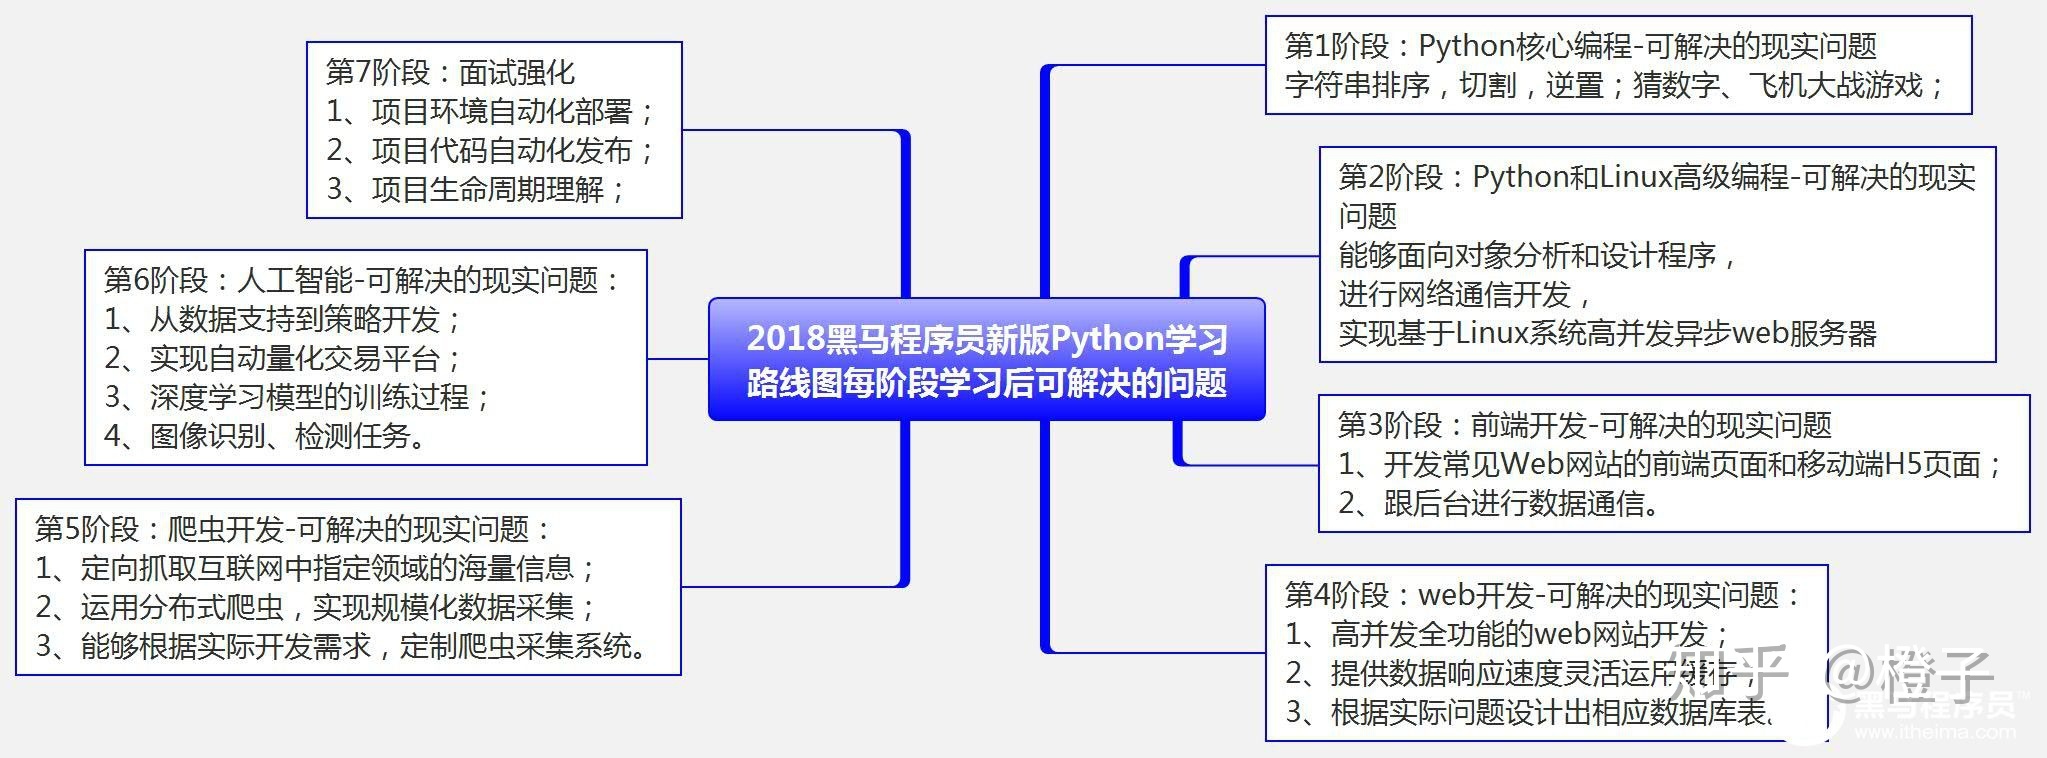 2018黑马程序员新版Python学习
路线图每阶段学习后可解决的问题
第1阶段：Python核心编程-可解决的现实问题
字符串排序，切割，逆置；猜数字、飞机大战游戏；
第2阶段：Python和Linux高级编程-可解决的现实
问题
能够面向对象分析和设计程序，
进行网络通信开发，
实现基于Linux系统高并发异步web服务器
第3阶段：前端开发-可解决的现实问题
1、开发常见Web网站的前端页面和移动端H5页面；
2、跟后台进行数据通信。
第4阶段：web开发-可解决的现实问题：
1、高并发全功能的web网站开发；
2、提供数据响应速度灵活运用缓存；
3、根据实际问题设计出相应数据库表。
第5阶段：爬虫开发-可解决的现实问题：
1、定向抓取互联网中指定领域的海量信息；
2、运用分布式爬虫，实现规模化数据采集；
3、能够根据实际开发需求，定制爬虫采集系统。
第6阶段：人工智能-可解决的现实问题：
1、从数据支持到策略开发；
2、实现自动量化交易平台；
3、深度学习模型的训练过程；
4、图像识别、检测任务。
第7阶段：面试强化
1、项目环境自动化部署；
2、项目代码自动化发布；
3、项目生命周期理解；
知乎 @橙子
黑马程序员™
www.itheima.com